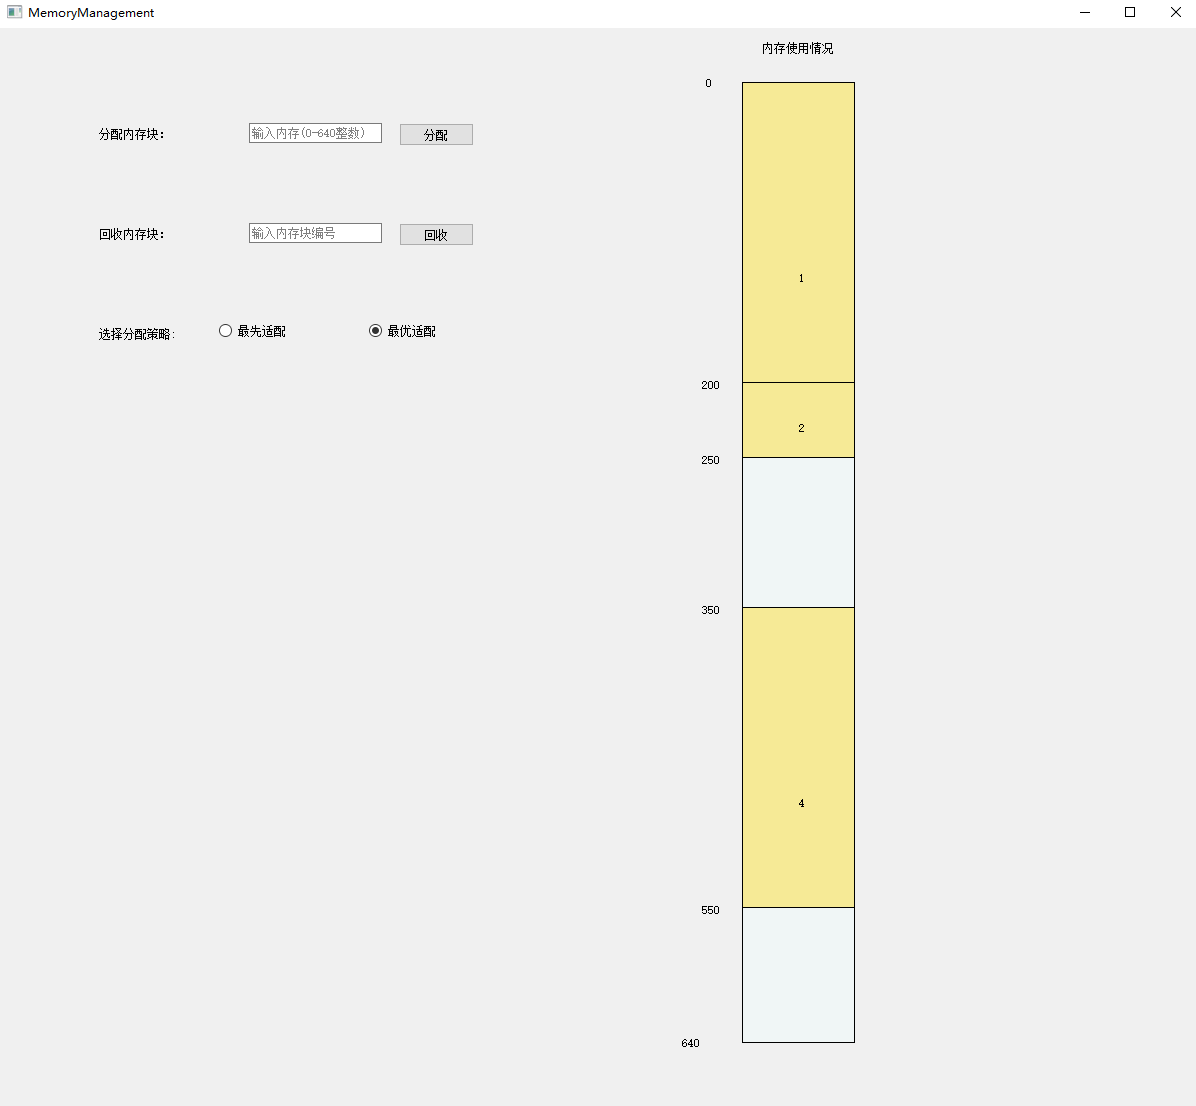 MemoryManagement
内存使用情况
0
分配内存块：
输入内存(0-640整数)
分配
回收内存块：
输入内存块编号
回收
1
选择分配策略：
最先适配
最优适配
200
2
250
350
4
550
640